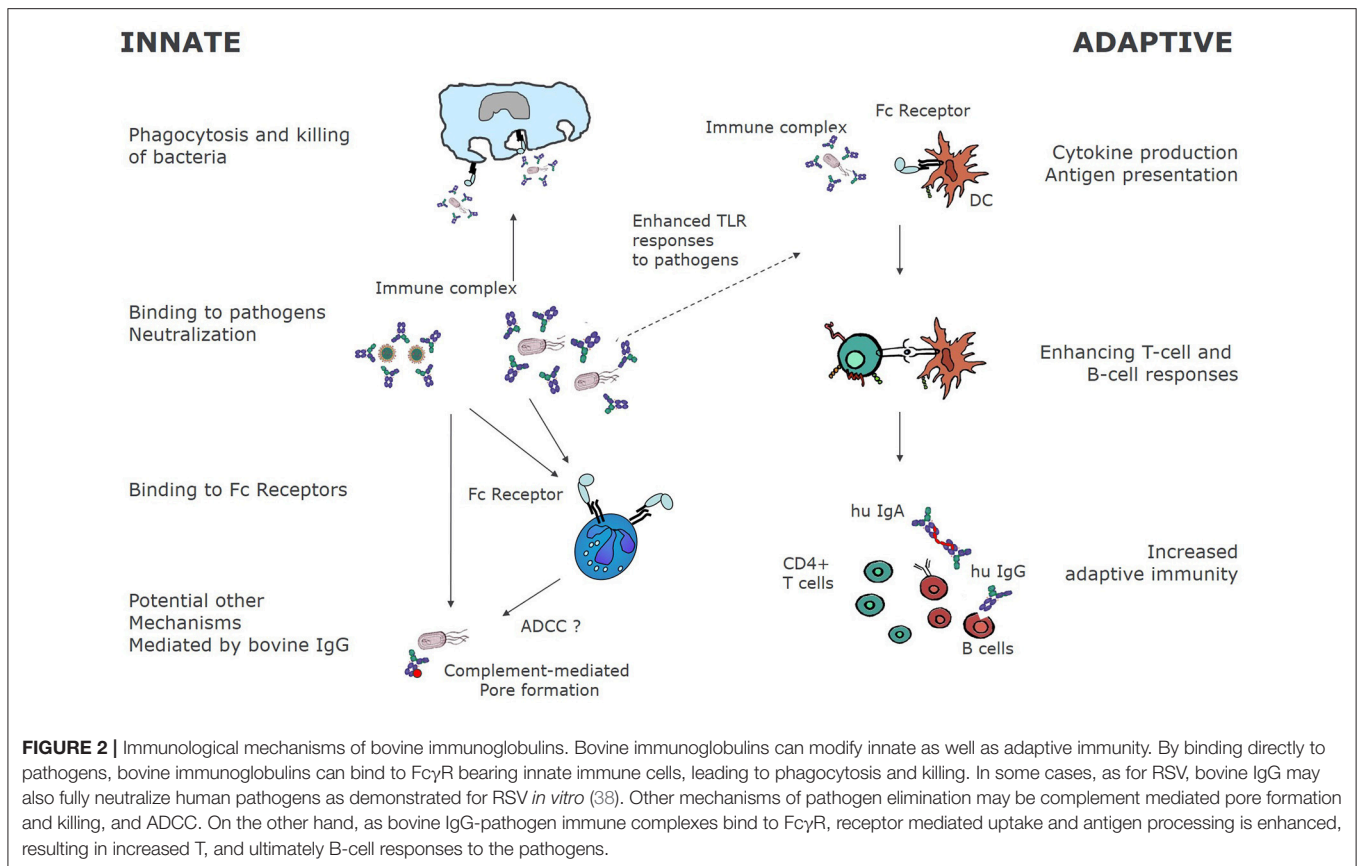 INNATE
ADAPTIVE
Phagocytosis and killing
of bacteria
Immune complex
Fc Receptor
DC
Cytokine production
Antigen presentation
Enhanced TLR
responses
to pathogens
Immune complex
Binding to pathogens
Neutralization
Enhancing T-cell and
B-cell responses
Binding to Fc Receptors
Fc Receptor
hu IgA
CD4+
T cells
hu IgG
B cells
Increased
adaptive immunity
Potential other
Mechanisms
Mediated by bovine IgG
ADCC ?
Complement-mediated
Pore formation
FIGURE 2 | Immunological mechanisms of bovine immunoglobulins. Bovine immunoglobulins can modify innate as well as adaptive immunity. By binding directly to
pathogens, bovine immunoglobulins can bind to FcγR bearing innate immune cells, leading to phagocytosis and killing. In some cases, as for RSV, bovine IgG may
also fully neutralize human pathogens as demonstrated for RSV in vitro (38). Other mechanisms of pathogen elimination may be complement mediated pore formation
and killing, and ADCC. On the other hand, as bovine IgG-pathogen immune complexes bind to FcγR, receptor mediated uptake and antigen processing is enhanced,
resulting in increased T, and ultimately B-cell responses to the pathogens.